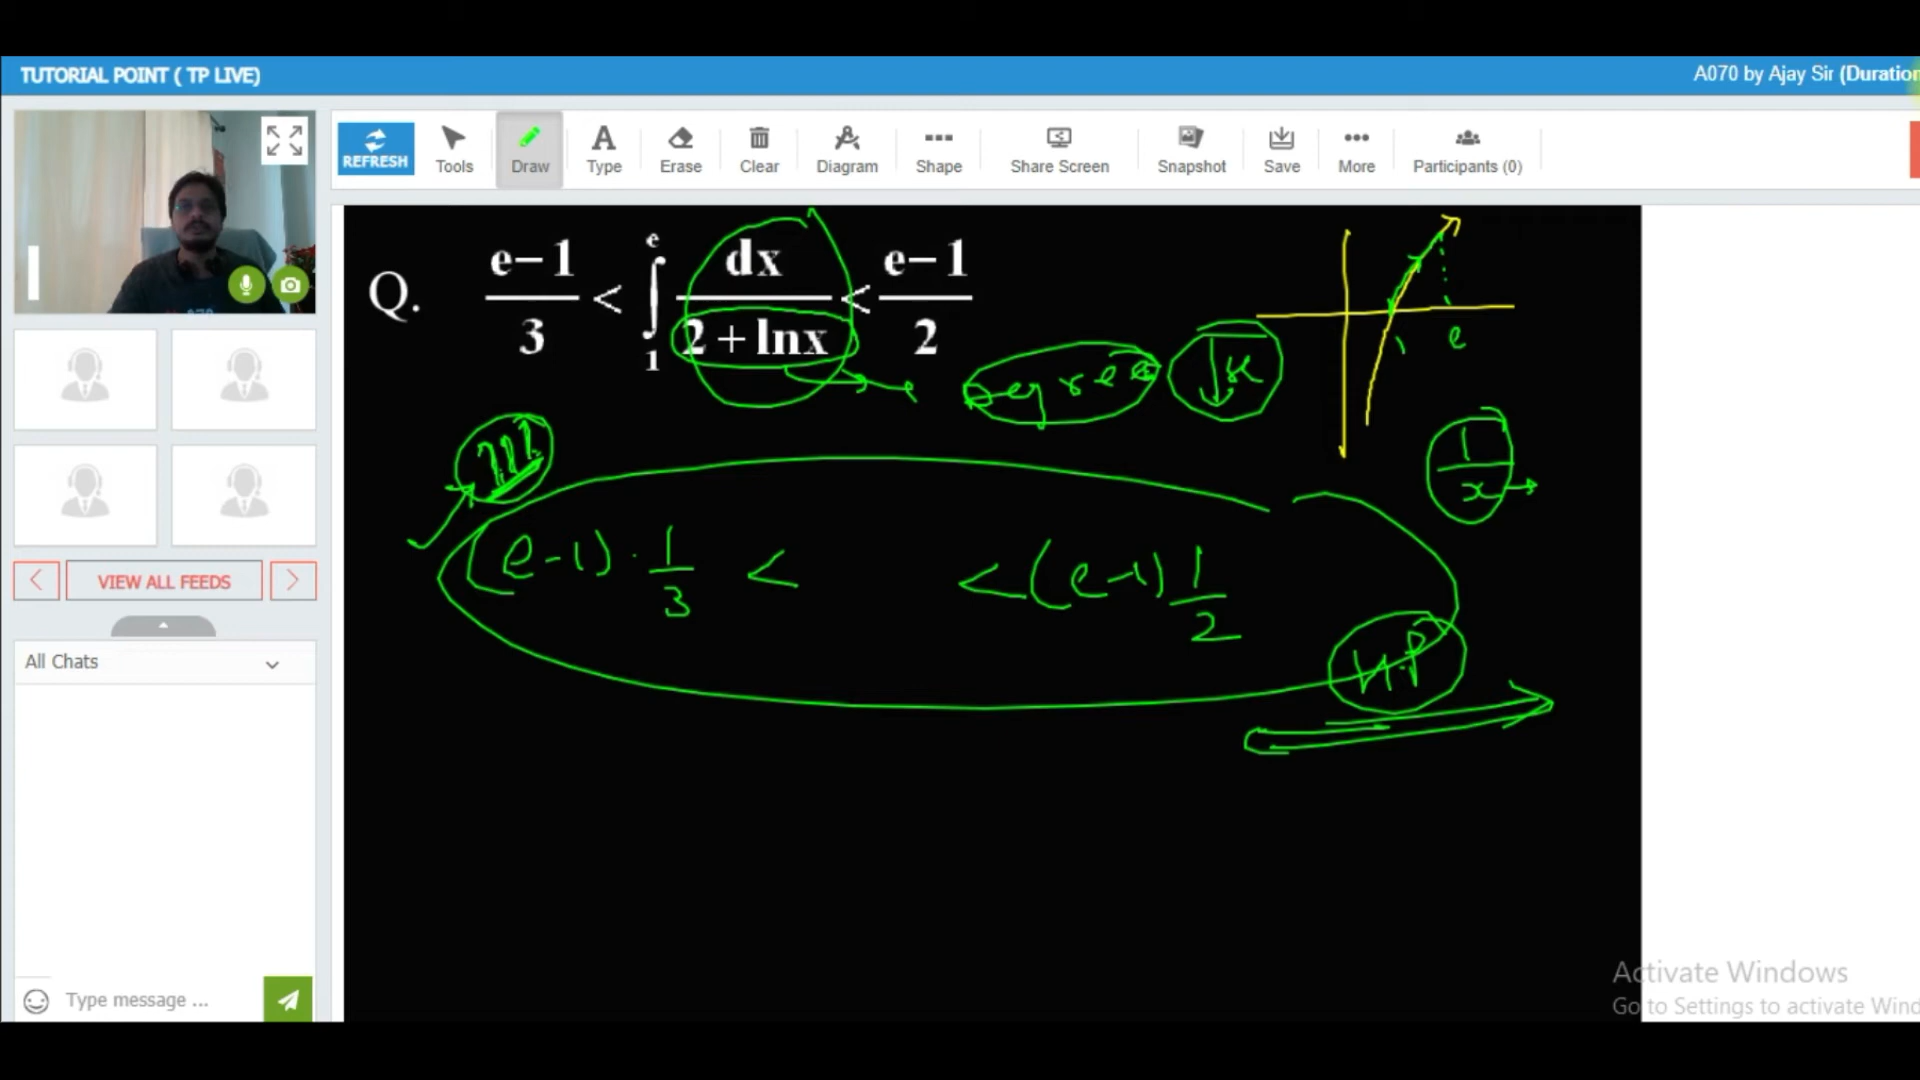 TUTORIAL POINT ( TP LIVE)
A070 by Ajay Sir (Duration
REFRESH
Tools
Draw
Type
Erase
Clear
Diagram
Shape
Share Screen
Snapshot
Save
More
Participants (0)
Q. e−1/3 < ∫₁ᵉ dx/(2 + lnx) < e−1/2
1 e
1/x
(e-1)·1/3 < < (e-1) 1/2
H.P
VIEW ALL FEEDS
All Chats
Type message ...
Activate Windows
Go to Settings to activate Wind